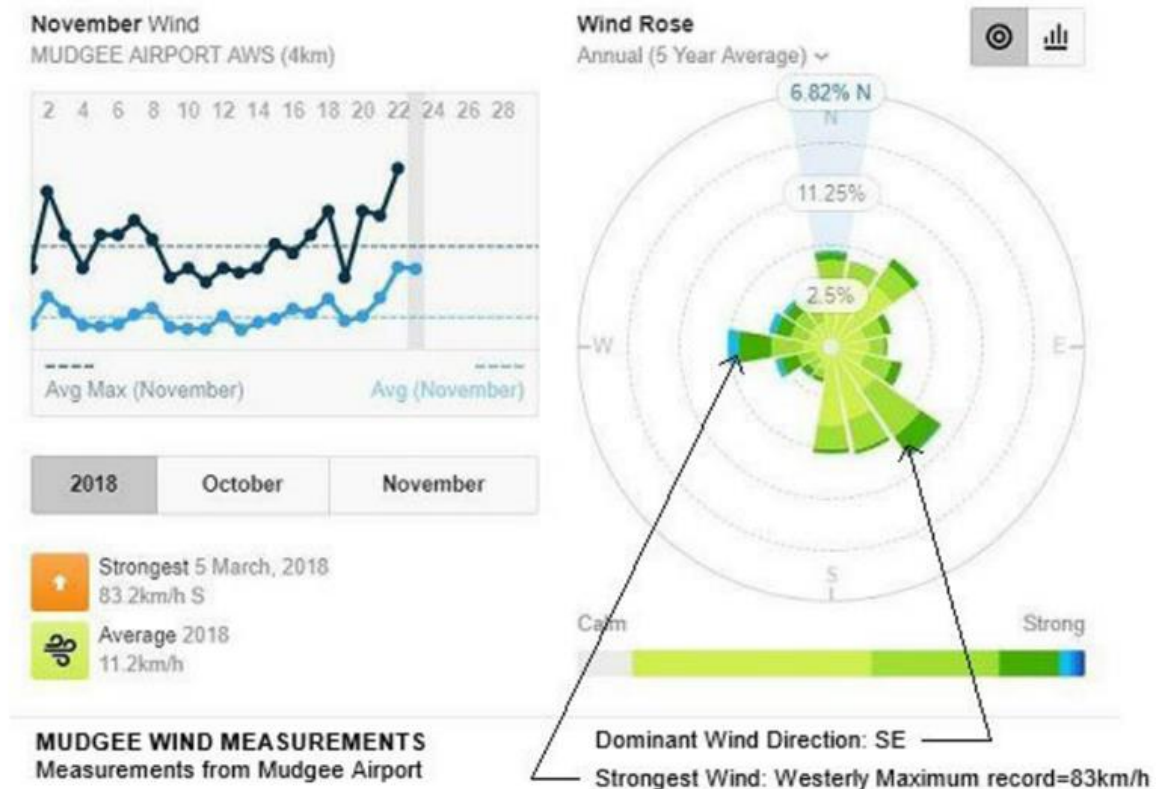 November Wind
MUDGEE AIRPORT AWS (4km)
2 4 6 8 10 12 14 16 18 20 22 24 26 28
Avg Max (November)
Avg (November)
2018
October
November
Strongest 5 March, 2018
83.2km/h S
Average 2018
11.2km/h
MUDGEE WIND MEASUREMENTS
Measurements from Mudgee Airport
Wind Rose
Annual (5 Year Average)
6.82% N
N
11.25%
2.5%
W
E
S
Calm
Strong
Dominant Wind Direction: SE
Strongest Wind: Westerly Maximum record=83km/h